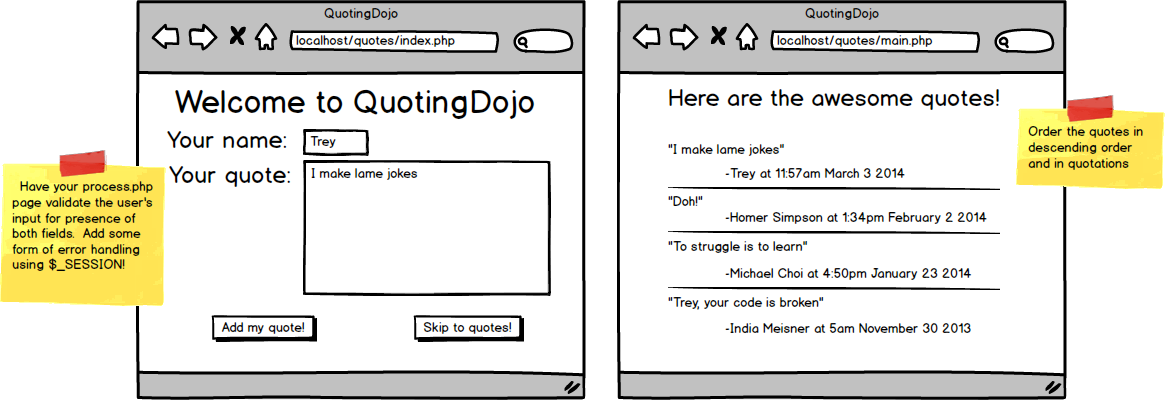 QuotingDojo
localhost/quotes/index.php
Welcome to QuotingDojo
Your name:
Trey
Your quote:
I make lame jokes
Add my quote!
Skip to quotes!
Have your process.php
page validate the user's
input for presence of
both fields. Add some
form of error handling
using $_SESSION!
QuotingDojo
localhost/quotes/main.php
Here are the awesome quotes!
"I make lame jokes"
-Trey at 11:57am March 3 2014
"Doh!"
-Homer Simpson at 1:34pm February 2 2014
"To struggle is to learn"
-Michael Choi at 4:50pm January 23 2014
"Trey, your code is broken"
-India Meisner at 5am November 30 2013
Order the quotes in
descending order
and in quotations